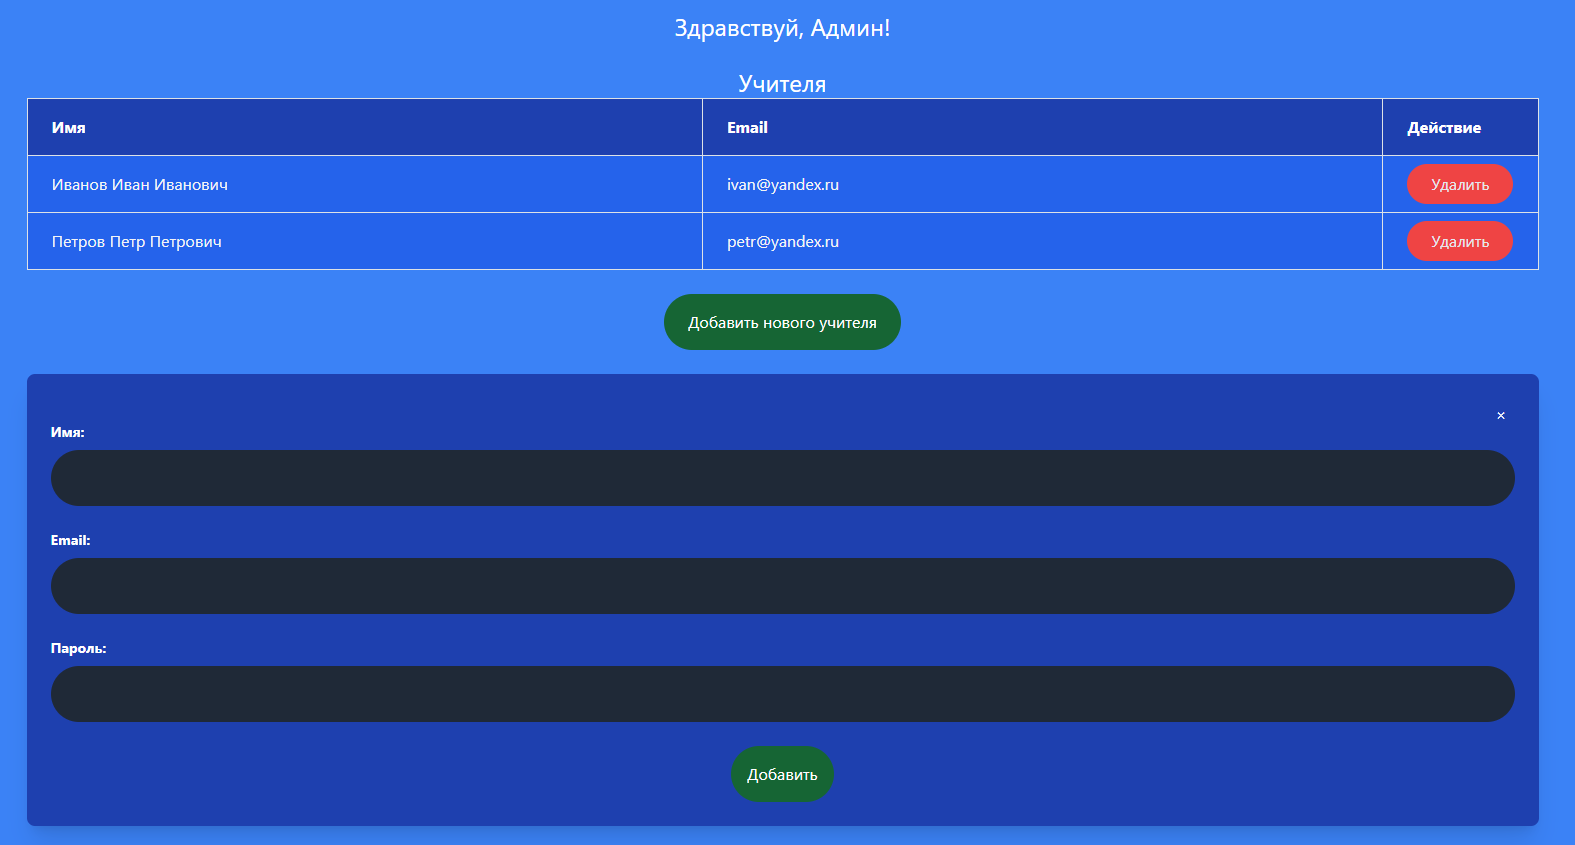 Здравствуй, Админ!
Учителя
Имя Email Действие
Иванов Иван Иванович ivan@yandex.ru Удалить
Петров Петр Петрович petr@yandex.ru Удалить
Добавить нового учителя
×
Имя:
Email:
Пароль:
Добавить